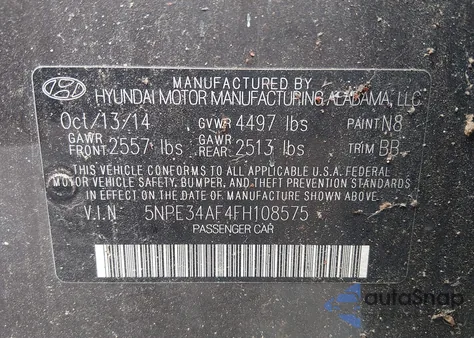 MANUFACTURED BY
HYUNDAI MOTOR MANUFACTURING ALABAMA, LLC
Oct/13/14 GVWR 4497 lbs PAINT N8
GAWR FRONT 2557 lbs GAWR REAR 2513 lbs TRIM BB
THIS VEHICLE CONFORMS TO ALL APPLICABLE U.S.A. FEDERAL
MOTOR VEHICLE SAFETY, BUMPER, AND THEFT PREVENTION STANDARDS
IN EFFECT ON THE DATE OF MANUFACTURE SHOWN ABOVE.
V.I.N 5NPE34AF4FH108575
PASSENGER CAR
autoSnap